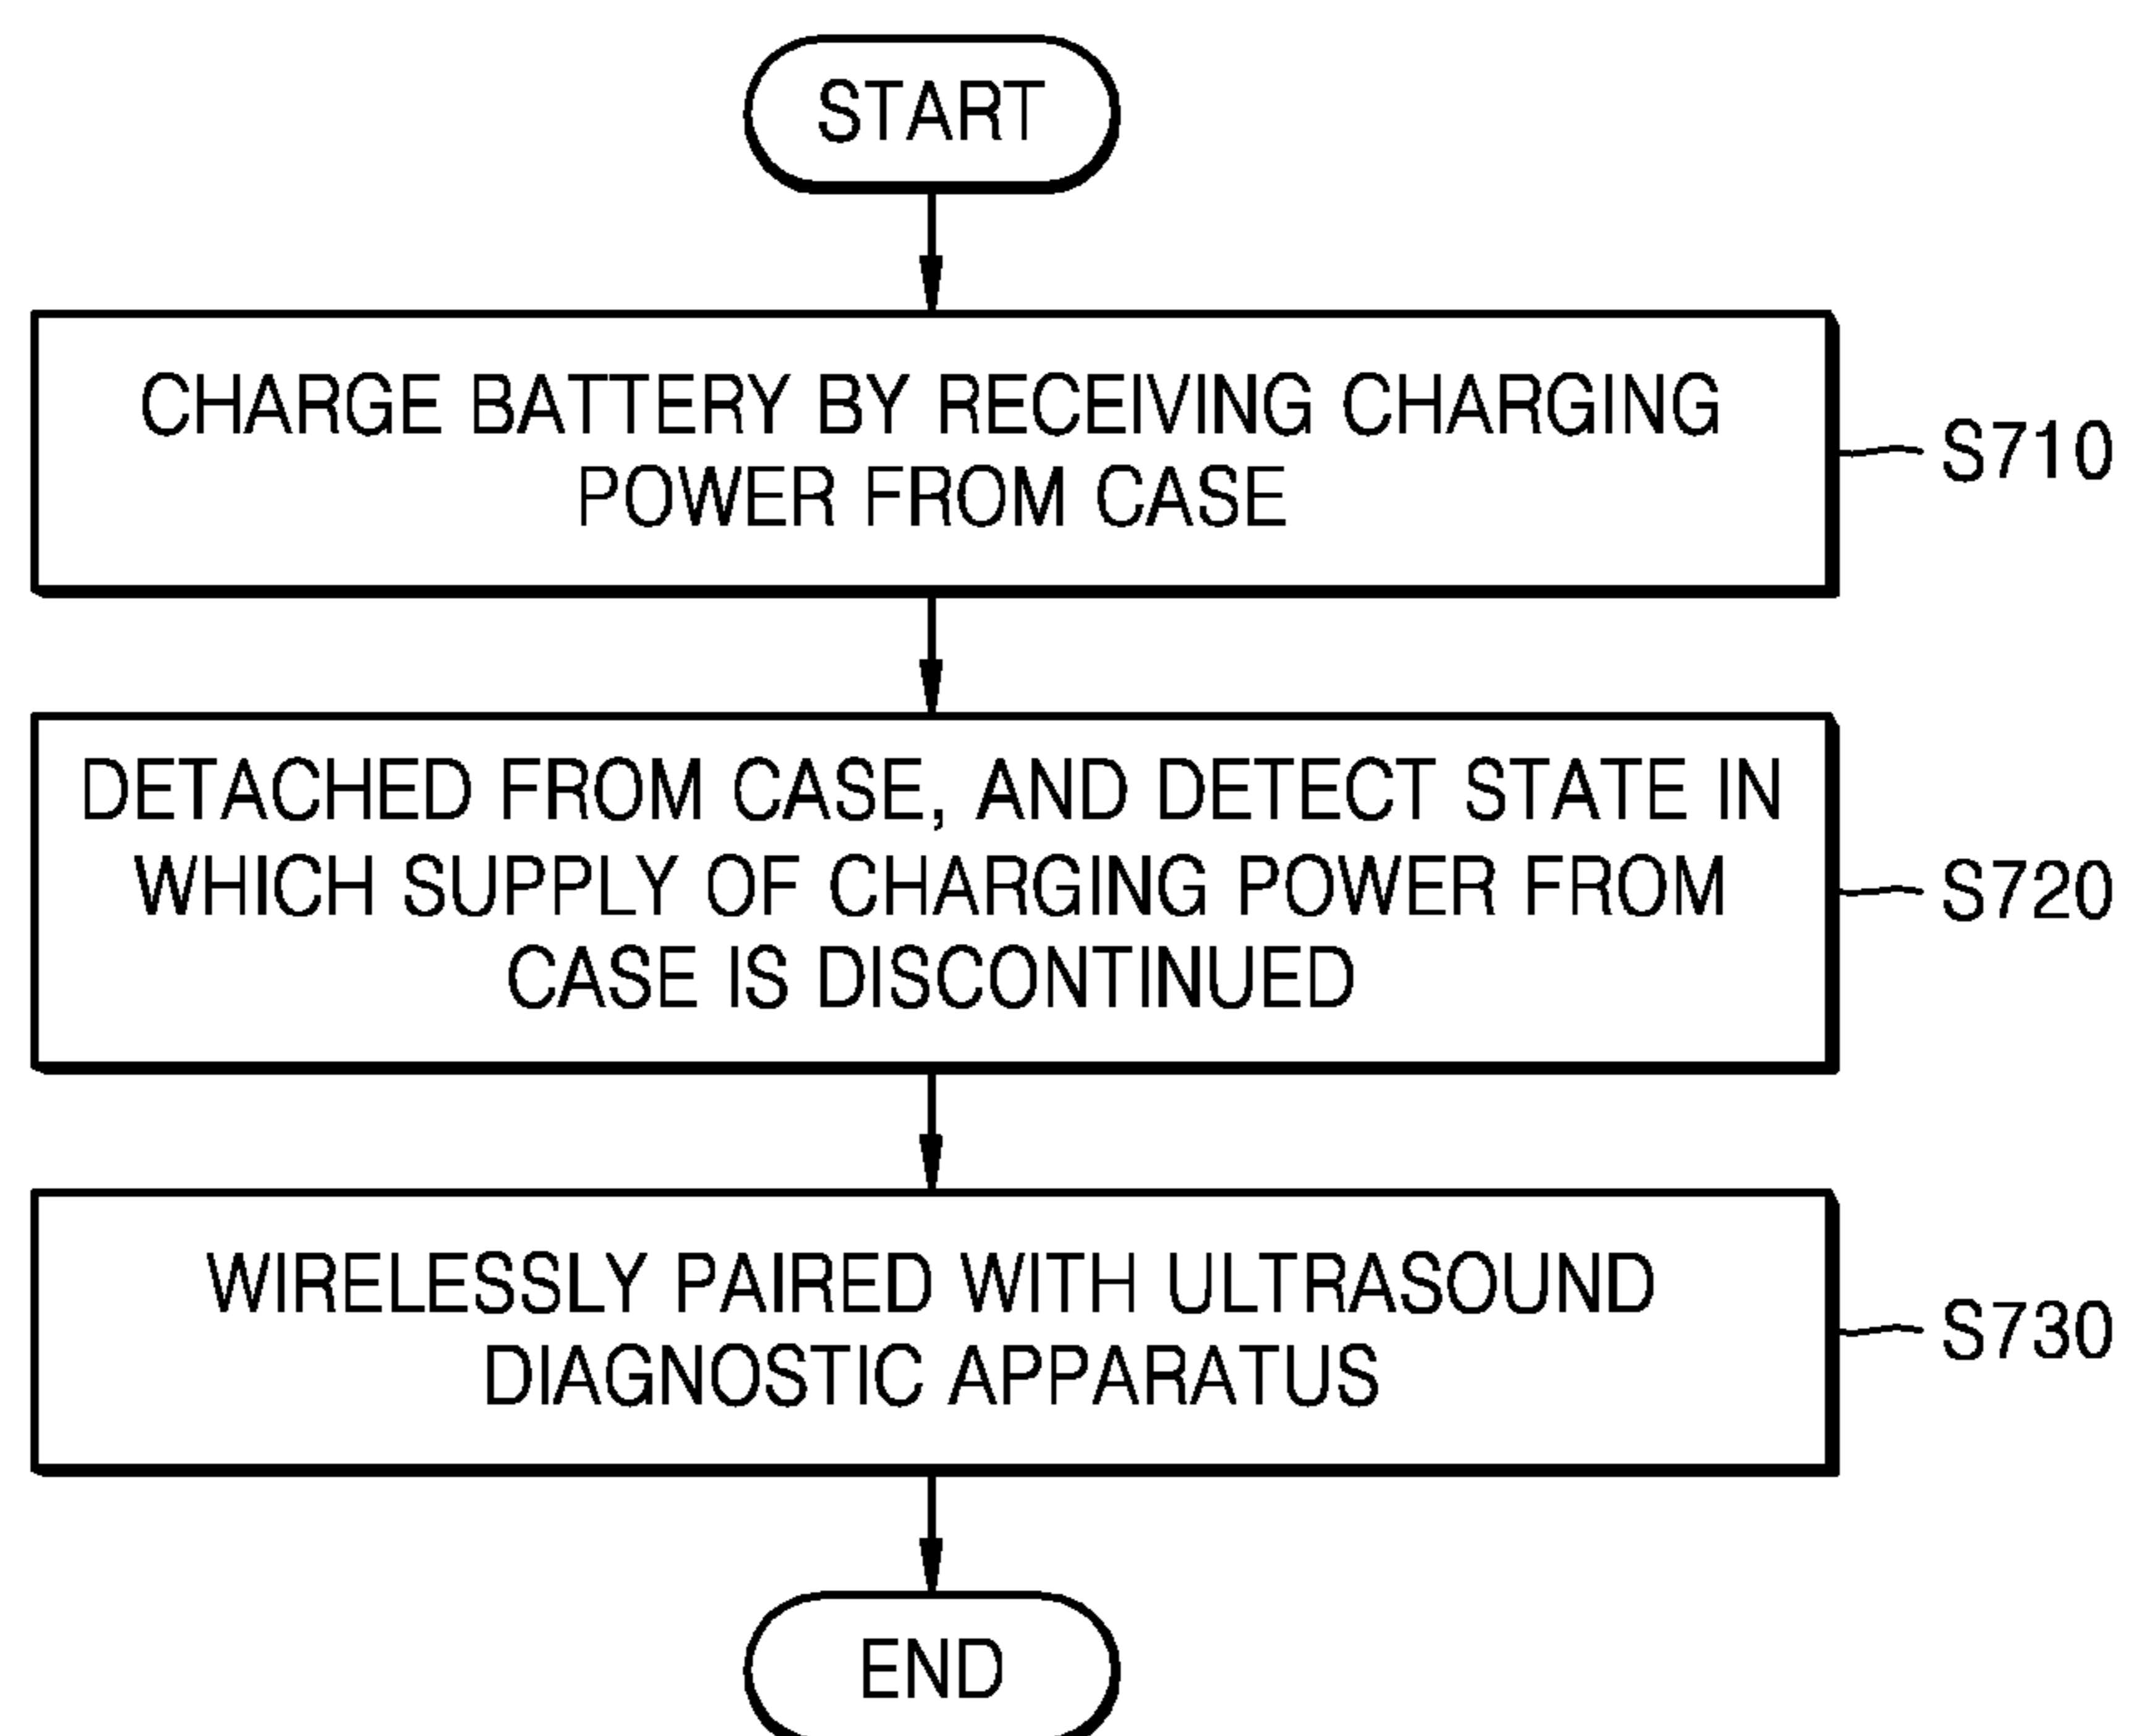 START
CHARGE BATTERY BY RECEIVING CHARGING
POWER FROM CASE
S710
DETACHED FROM CASE, AND DETECT STATE IN
WHICH SUPPLY OF CHARGING POWER FROM
CASE IS DISCONTINUED
S720
WIRELESSLY PAIRED WITH ULTRASOUND
DIAGNOSTIC APPARATUS
S730
END